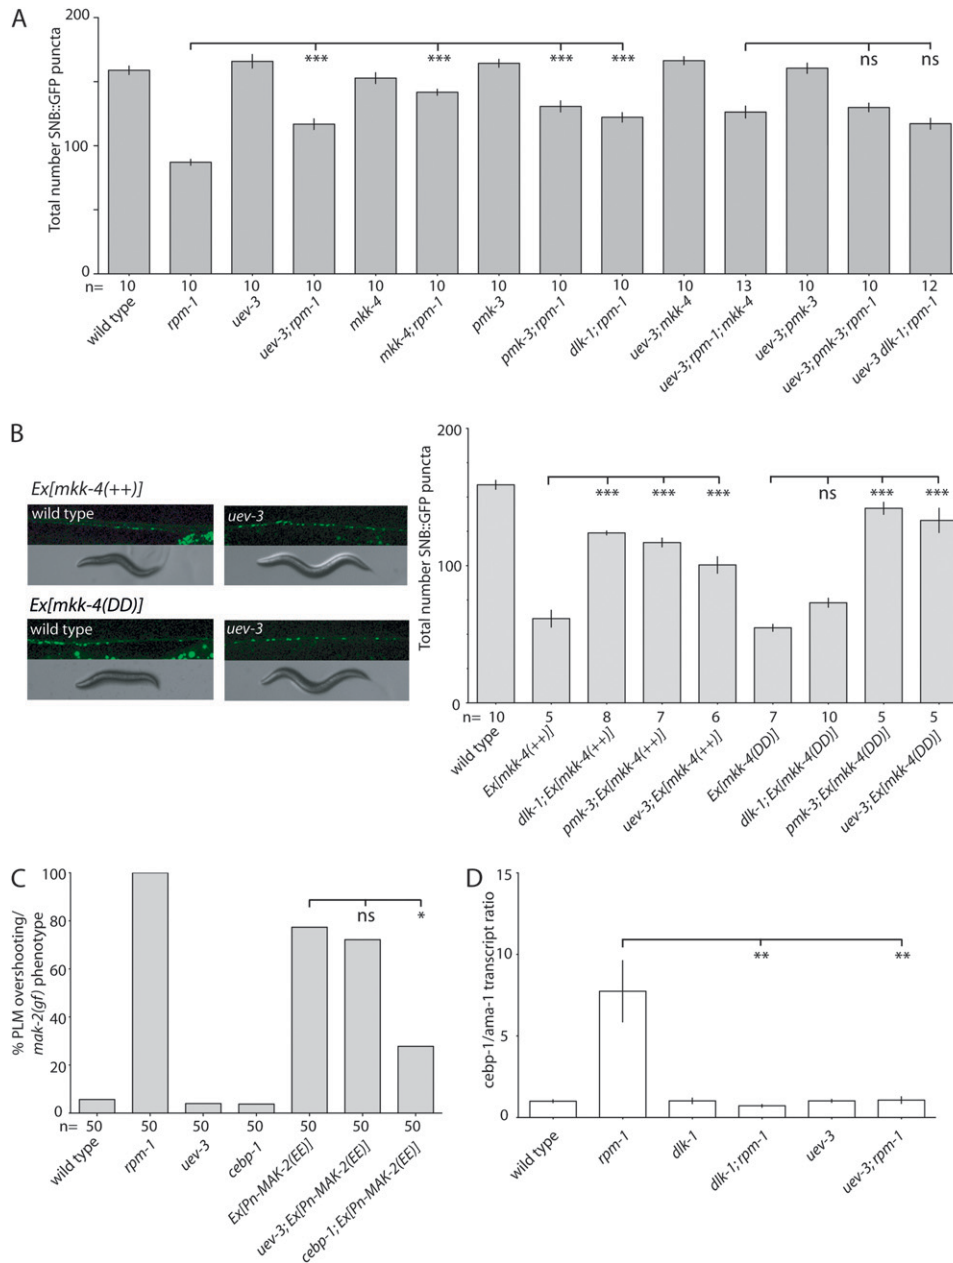 A
Total number SNB::GFP puncta
200
100
0
*** *** *** *** ns ns
n= 10 10 10 10 10 10 10 10 10 10 13 10 10 12
wild type
rpm-1
uev-3
uev-3; rpm-1
mkk-4
mkk-4; rpm-1
pmk-3
pmk-3; rpm-1
dlk-1; rpm-1
uev-3; mkk-4
uev-3; rpm-1; mkk-4
uev-3; pmk-3
uev-3; pmk-3; rpm-1
uev-3 dlk-1; rpm-1
B
Ex[mkk-4(++)]
wild type
uev-3
Ex[mkk-4(DD)]
wild type
uev-3
Total number SNB::GFP puncta
200
100
0
*** *** *** ns *** ***
n= 10 5 8 7 6 7 10 5 5
wild type
Ex[mkk-4(++)]
dlk-1; Ex[mkk-4(++)]
pmk-3; Ex[mkk-4(++)]
uev-3; Ex[mkk-4(++)]
Ex[mkk-4(DD)]
dlk-1; Ex[mkk-4(DD)]
pmk-3; Ex[mkk-4(DD)]
uev-3; Ex[mkk-4(DD)]
C
% PLM overshooting/
mak-2(gf) phenotype
100
80
60
40
20
0
ns *
n= 50 50 50 50 50 50 50
wild type
rpm-1
uev-3
cebp-1
Ex[Pn-MAK-2(EE)]
uev-3; Ex[Pn-MAK-2(EE)]
cebp-1; Ex[Pn-MAK-2(EE)]
D
cebp-1/ama-1 transcript ratio
15
10
5
0
** **
wild type
rpm-1
dlk-1
dlk-1; rpm-1
uev-3
uev-3; rpm-1